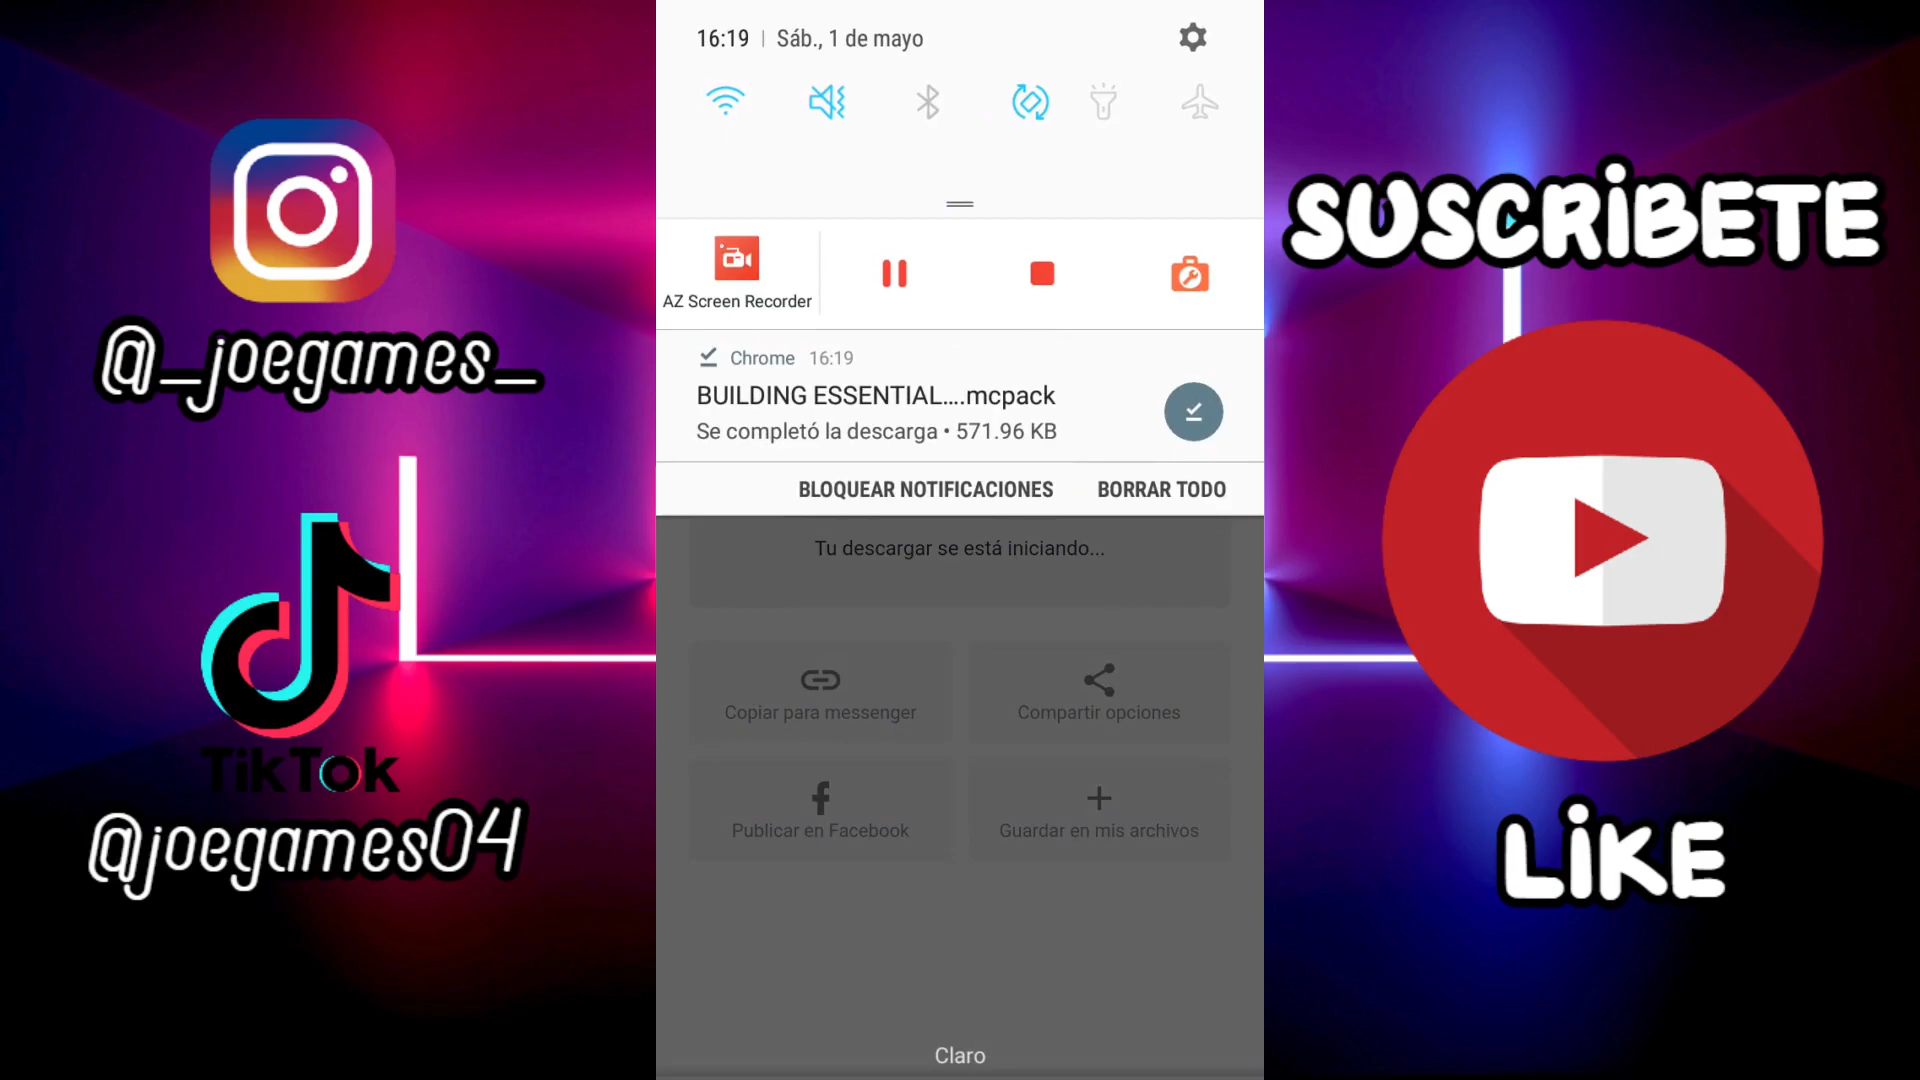 @_joegames_
TikTok
@joegames04
16:19 | Sáb., 1 de mayo
AZ Screen Recorder
Chrome 16:19
BUILDING ESSENTIAL....mcpack
Se completó la descarga • 571.96 KB
BLOQUEAR NOTIFICACIONES BORRAR TODO
Tu descargar se está iniciando...
Copiar para messenger
Compartir opciones
Publicar en Facebook
Guardar en mis archivos
Claro
SUSCRiBETE
LiKE